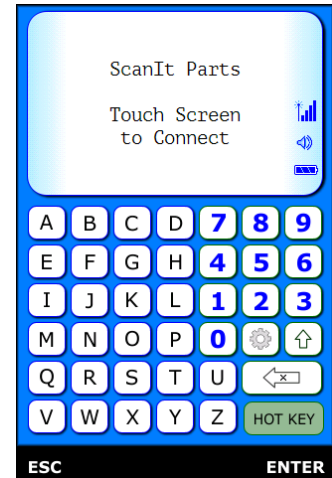 ScanIt Parts
Touch Screen
to Connect
A B C D 7 8 9
E F G H 4 5 6
I J K L 1 2 3
M N O P 0
Q R S T U
V W X Y Z HOT KEY
ESC ENTER